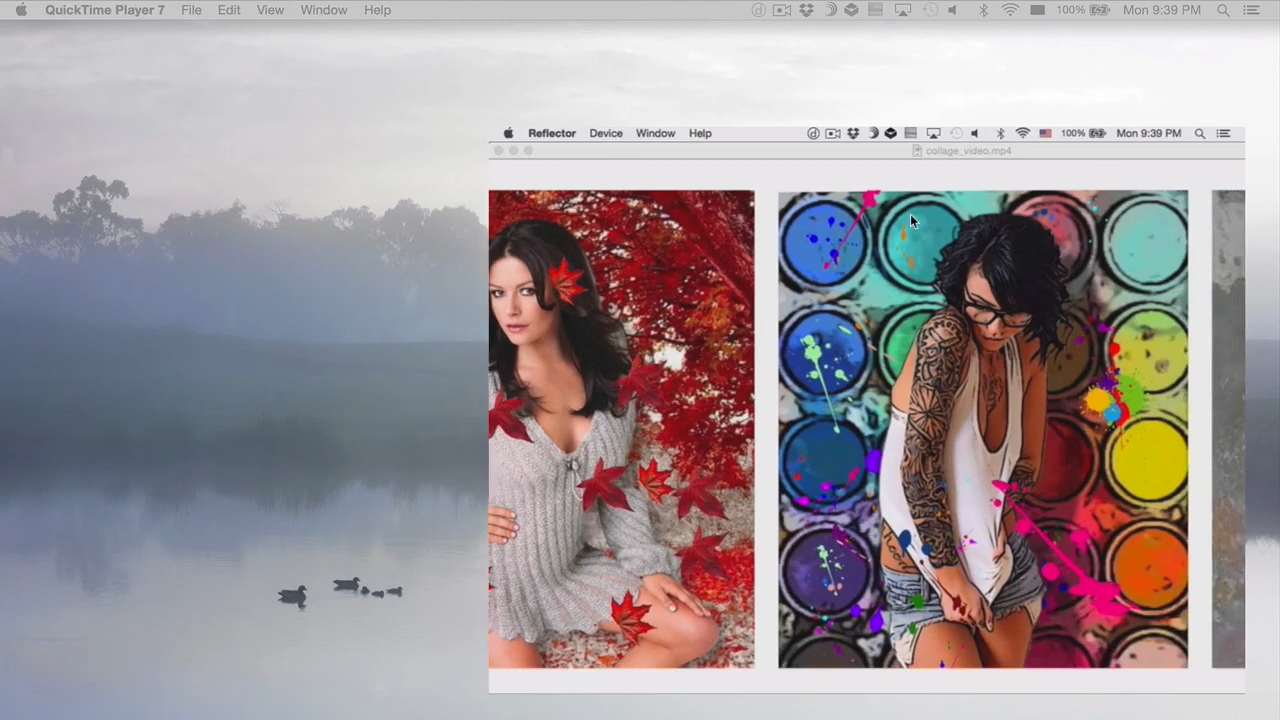 QuickTime Player 7 File Edit View Window Help 100% Mon 9:39 PM
Reflector Device Window Help 100% Mon 9:39 PM
collage_video.mp4